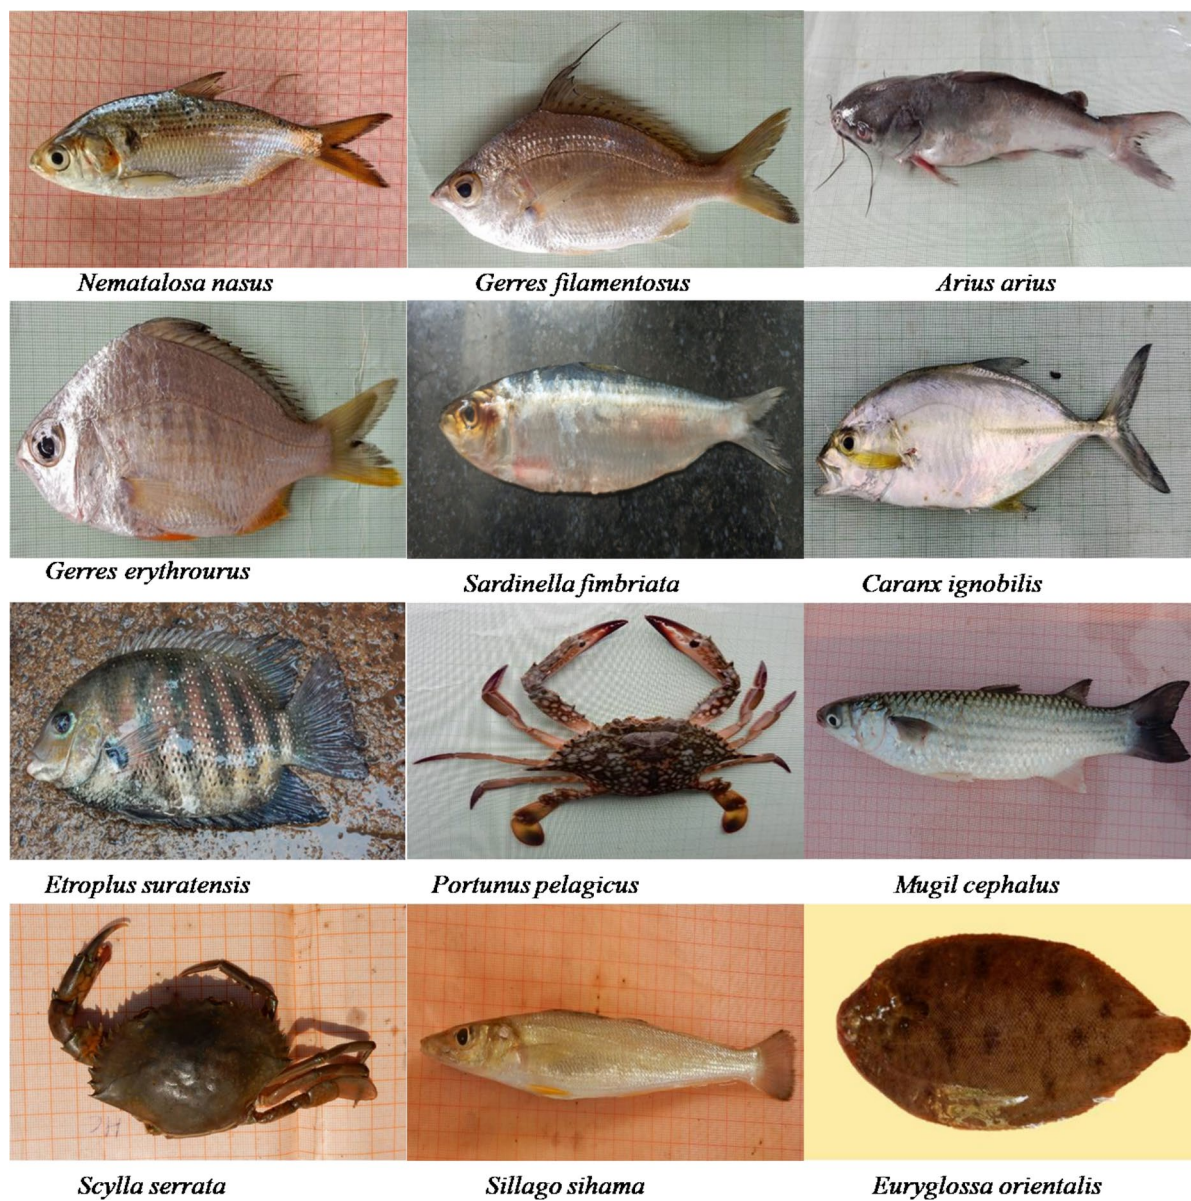 Nematalosa nasus
Gerres filamentosus
Arius arius
Gerres erythrourus
Sardinella fimbriata
Caranx ignobilis
Etroplus suratensis
Portunus pelagicus
Mugil cephalus
Scylla serrata
Sillago sihama
Euryglossa orientalis